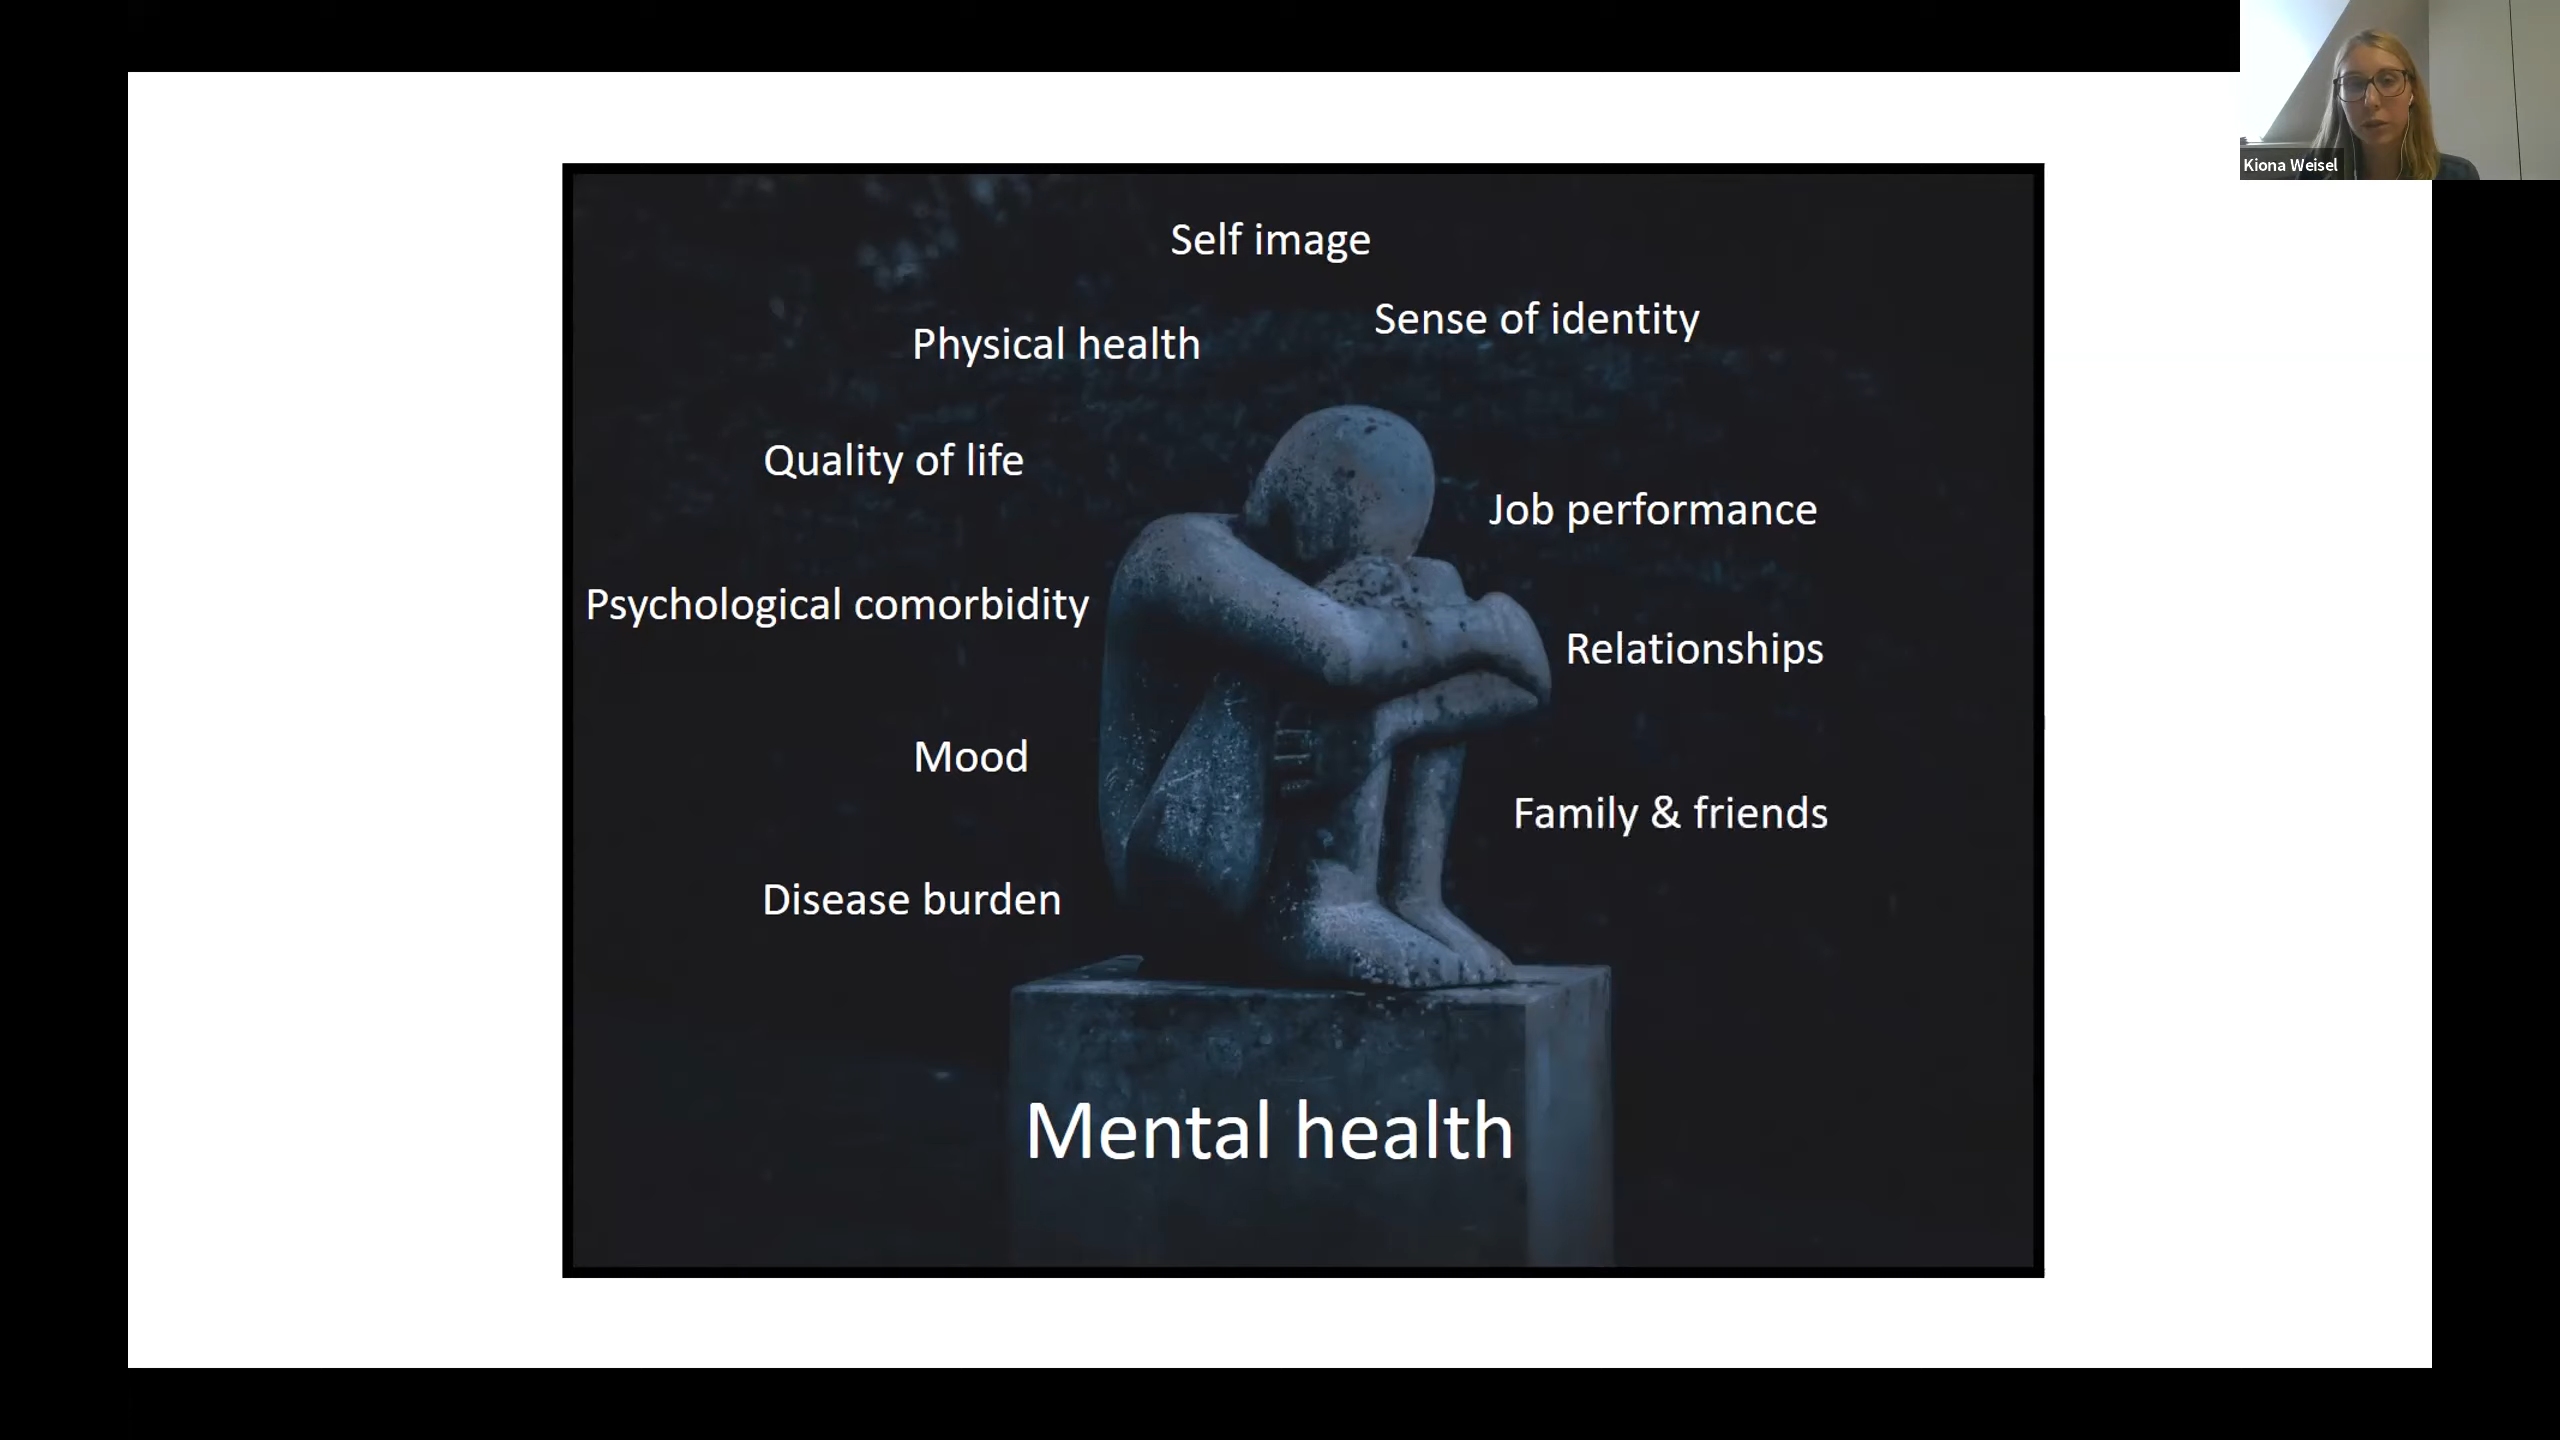 Kiona Weisel
Self image
Sense of identity
Physical health
Quality of life
Job performance
Psychological comorbidity
Relationships
Mood
Family & friends
Disease burden
Mental health